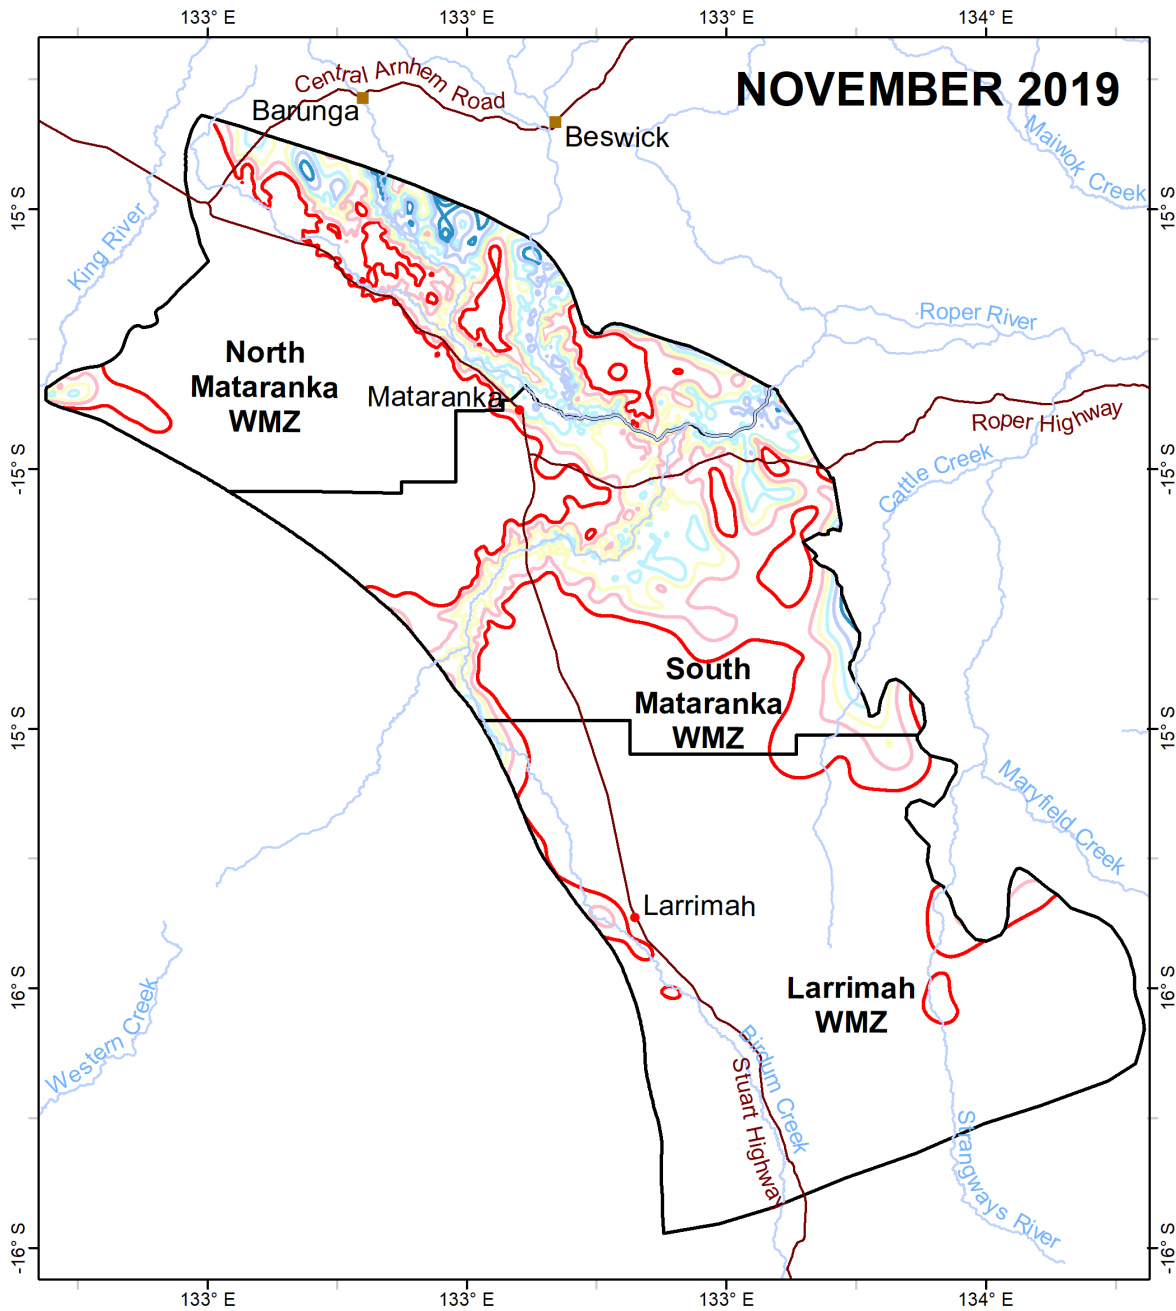 133° E 133° E 133° E 134° E
NOVEMBER 2019
Central Arnhem Road
Barunga
Beswick
Maiwok Creek
15° S
-15° S
King River
Roper River
North
Mataranka
WMZ
Mataranka
Roper Highway
-15° S
-15° S
Cattle Creek
South
Mataranka
WMZ
15° S
15° S
Maryfield Creek
Larrimah
Larrimah
WMZ
16° S
16° S
Western Creek
Birdum Creek
Stuart Highway
Strangways River
-16° S
-16° S
133° E 133° E 133° E 134° E